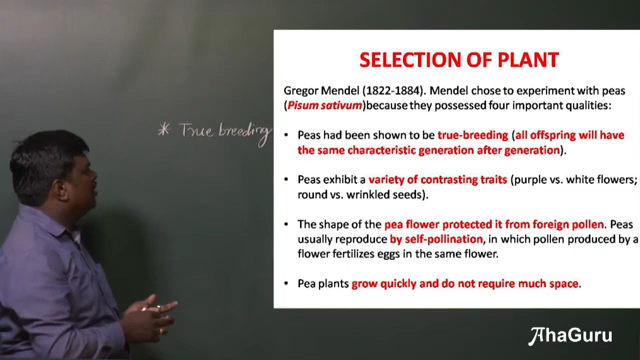 * True breeding
SELECTION OF PLANT
Gregor Mendel (1822-1884). Mendel chose to experiment with peas
(Pisum sativum)because they possessed four important qualities:
• Peas had been shown to be true-breeding (all offspring will have
the same characteristic generation after generation).
• Peas exhibit a variety of contrasting traits (purple vs. white flowers;
round vs. wrinkled seeds).
• The shape of the pea flower protected it from foreign pollen. Peas
usually reproduce by self-pollination, in which pollen produced by a
flower fertilizes eggs in the same flower.
• Pea plants grow quickly and do not require much space.
AhaGuru